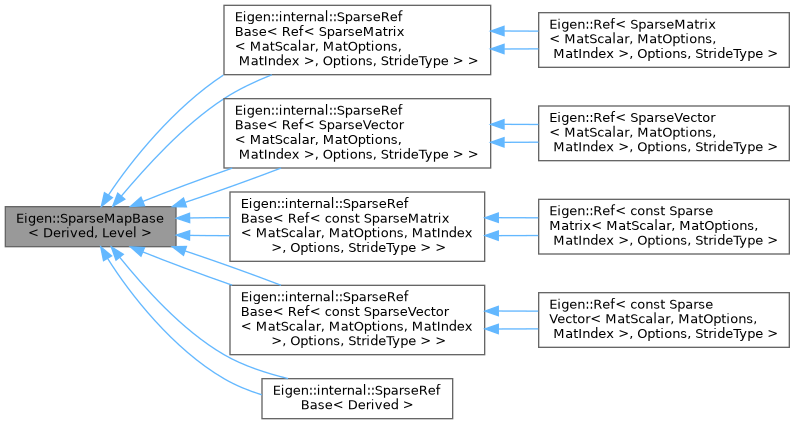 Eigen::internal::SparseRef
Base< Ref< SparseMatrix
< MatScalar, MatOptions,
MatIndex >, Options, StrideType > >
Eigen::Ref< SparseMatrix
< MatScalar, MatOptions,
MatIndex >, Options, StrideType >
Eigen::internal::SparseRef
Base< Ref< SparseVector
< MatScalar, MatOptions,
MatIndex >, Options, StrideType > >
Eigen::Ref< SparseVector
< MatScalar, MatOptions,
MatIndex >, Options, StrideType >
Eigen::SparseMapBase
< Derived, Level >
Eigen::internal::SparseRef
Base< Ref< const SparseMatrix
< MatScalar, MatOptions, MatIndex
>, Options, StrideType > >
Eigen::Ref< const Sparse
Matrix< MatScalar, MatOptions,
MatIndex >, Options, StrideType >
Eigen::internal::SparseRef
Base< Ref< const SparseVector
< MatScalar, MatOptions, MatIndex
>, Options, StrideType > >
Eigen::Ref< const Sparse
Vector< MatScalar, MatOptions,
MatIndex >, Options, StrideType >
Eigen::internal::SparseRef
Base< Derived >